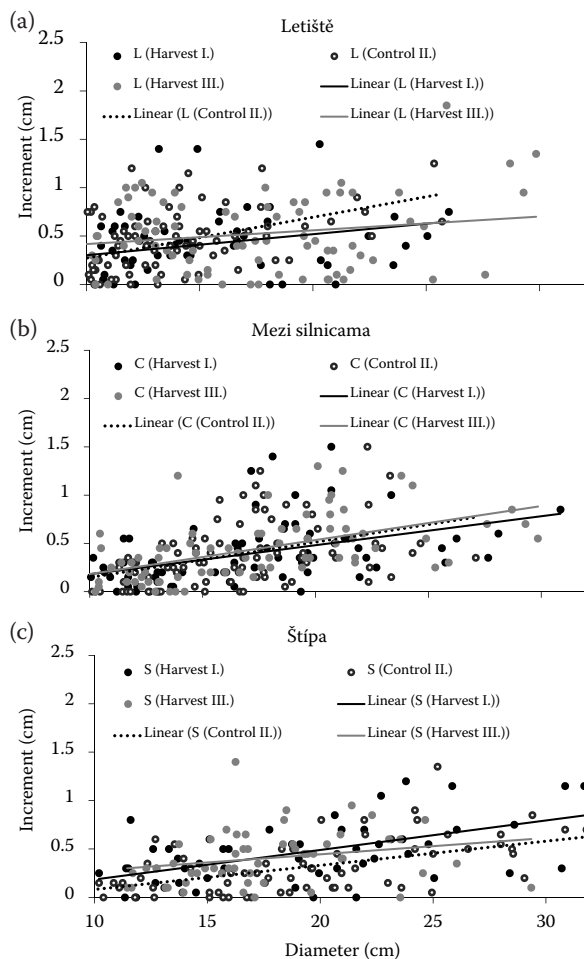 (a)
Letiště
L (Harvest I.) L (Control II.)
L (Harvest III.) Linear (L (Harvest I.))
Linear (L (Control II.)) Linear (L (Harvest III.))
Increment (cm)
2.5
2
1.5
1
0.5
0
(b)
Mezi silnicama
C (Harvest I.) C (Control II.)
C (Harvest III.) Linear (C (Harvest I.))
Linear (C (Control II.)) Linear (C (Harvest III.))
Increment (cm)
2.5
2
1.5
1
0.5
0
(c)
Štípa
S (Harvest I.) S (Control II.)
S (Harvest III.) Linear (S (Harvest I.))
Linear (S (Control II.)) Linear (S (Harvest III.))
Increment (cm)
2.5
2
1.5
1
0.5
0
10 15 20 25 30
Diameter (cm)